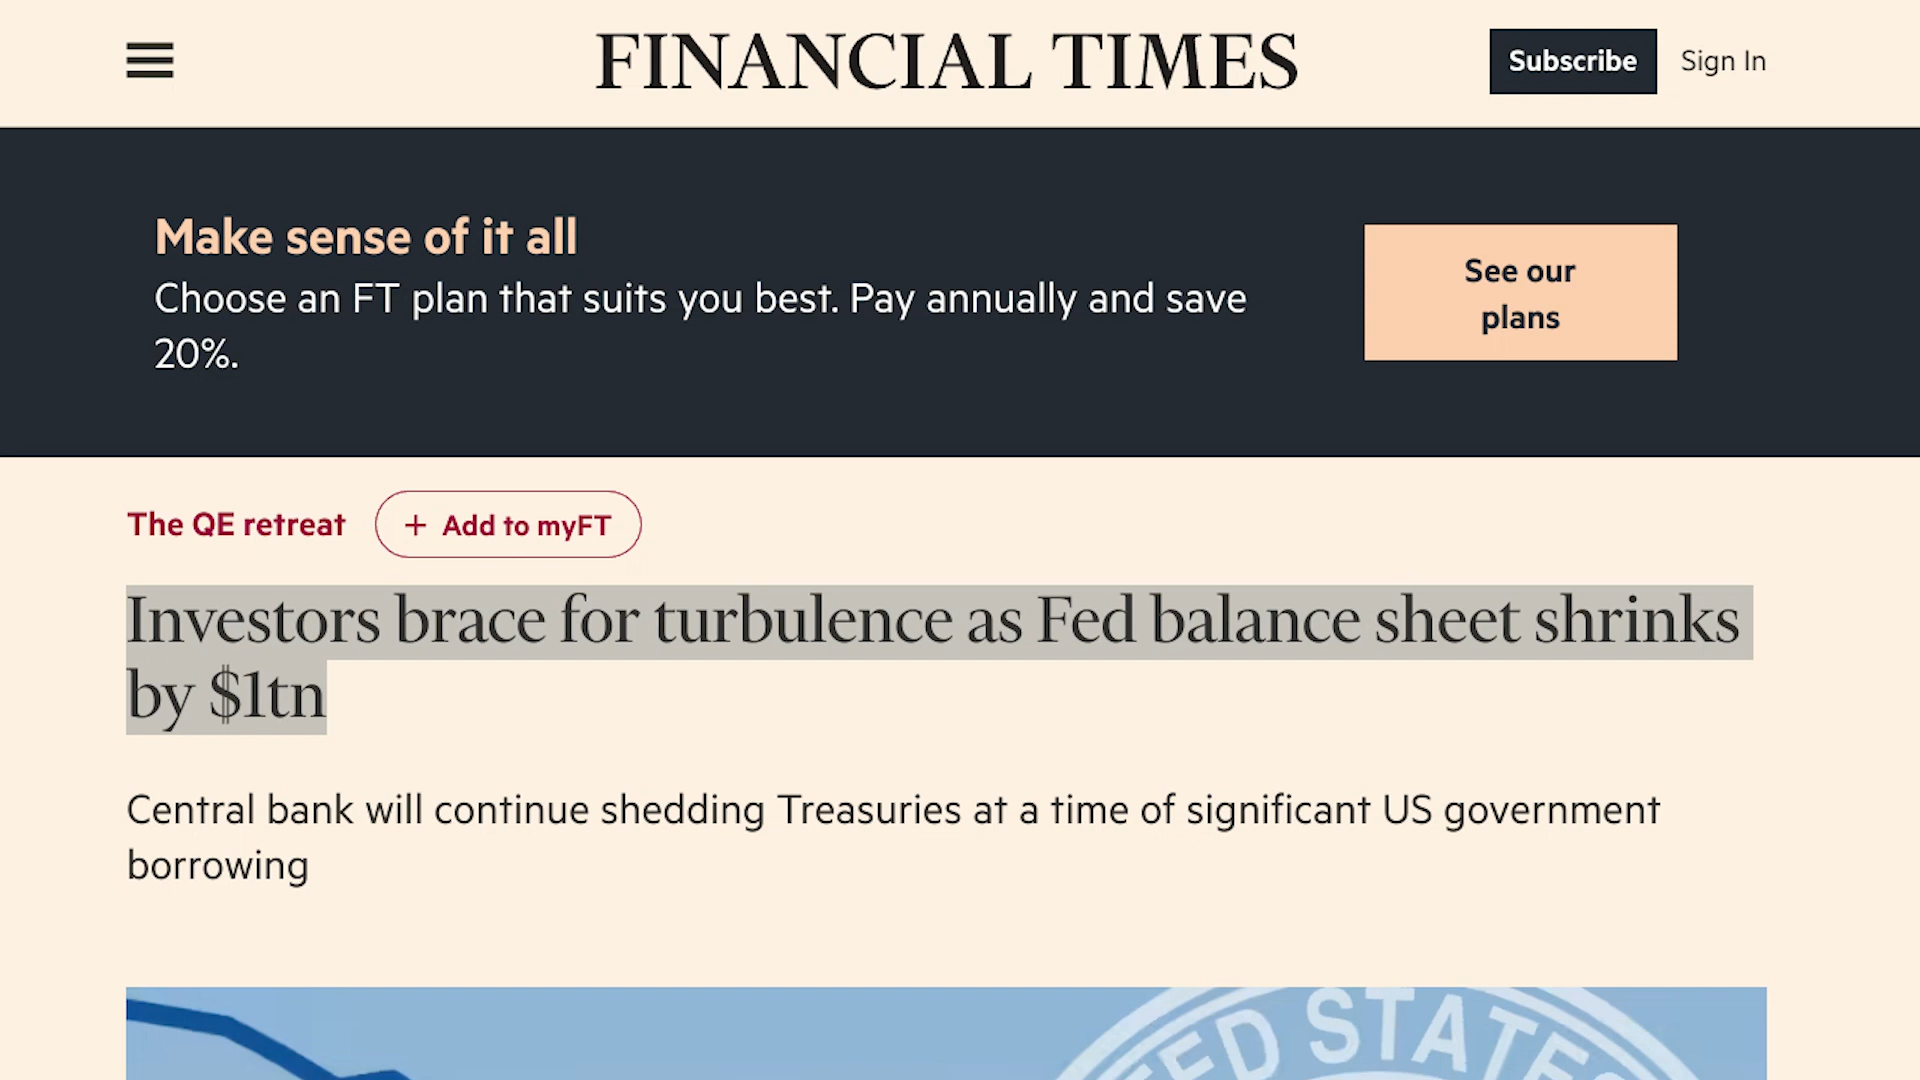 FINANCIAL TIMES
Subscribe
Sign In
Make sense of it all
Choose an FT plan that suits you best. Pay annually and save
20%.
See our
plans
The QE retreat
+ Add to myFT
Investors brace for turbulence as Fed balance sheet shrinks
by $1tn
Central bank will continue shedding Treasuries at a time of significant US government
borrowing
STATE